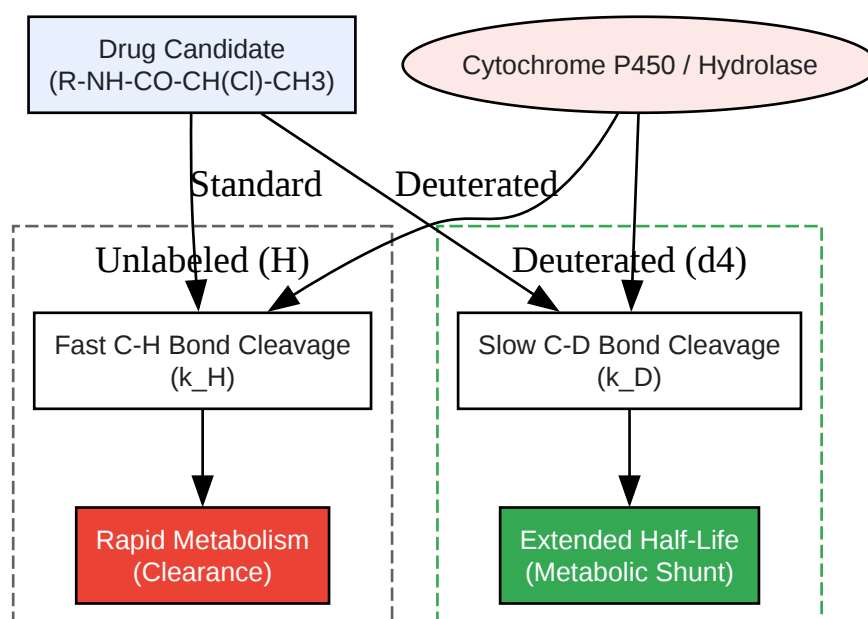 Drug Candidate
(R-NH-CO-CH(Cl)-CH3)
Cytochrome P450 / Hydrolase
Standard
Deuterated
Unlabeled (H)
Deuterated (d4)
Fast C-H Bond Cleavage
(k_H)
Slow C-D Bond Cleavage
(k_D)
Rapid Metabolism
(Clearance)
Extended Half-Life
(Metabolic Shunt)